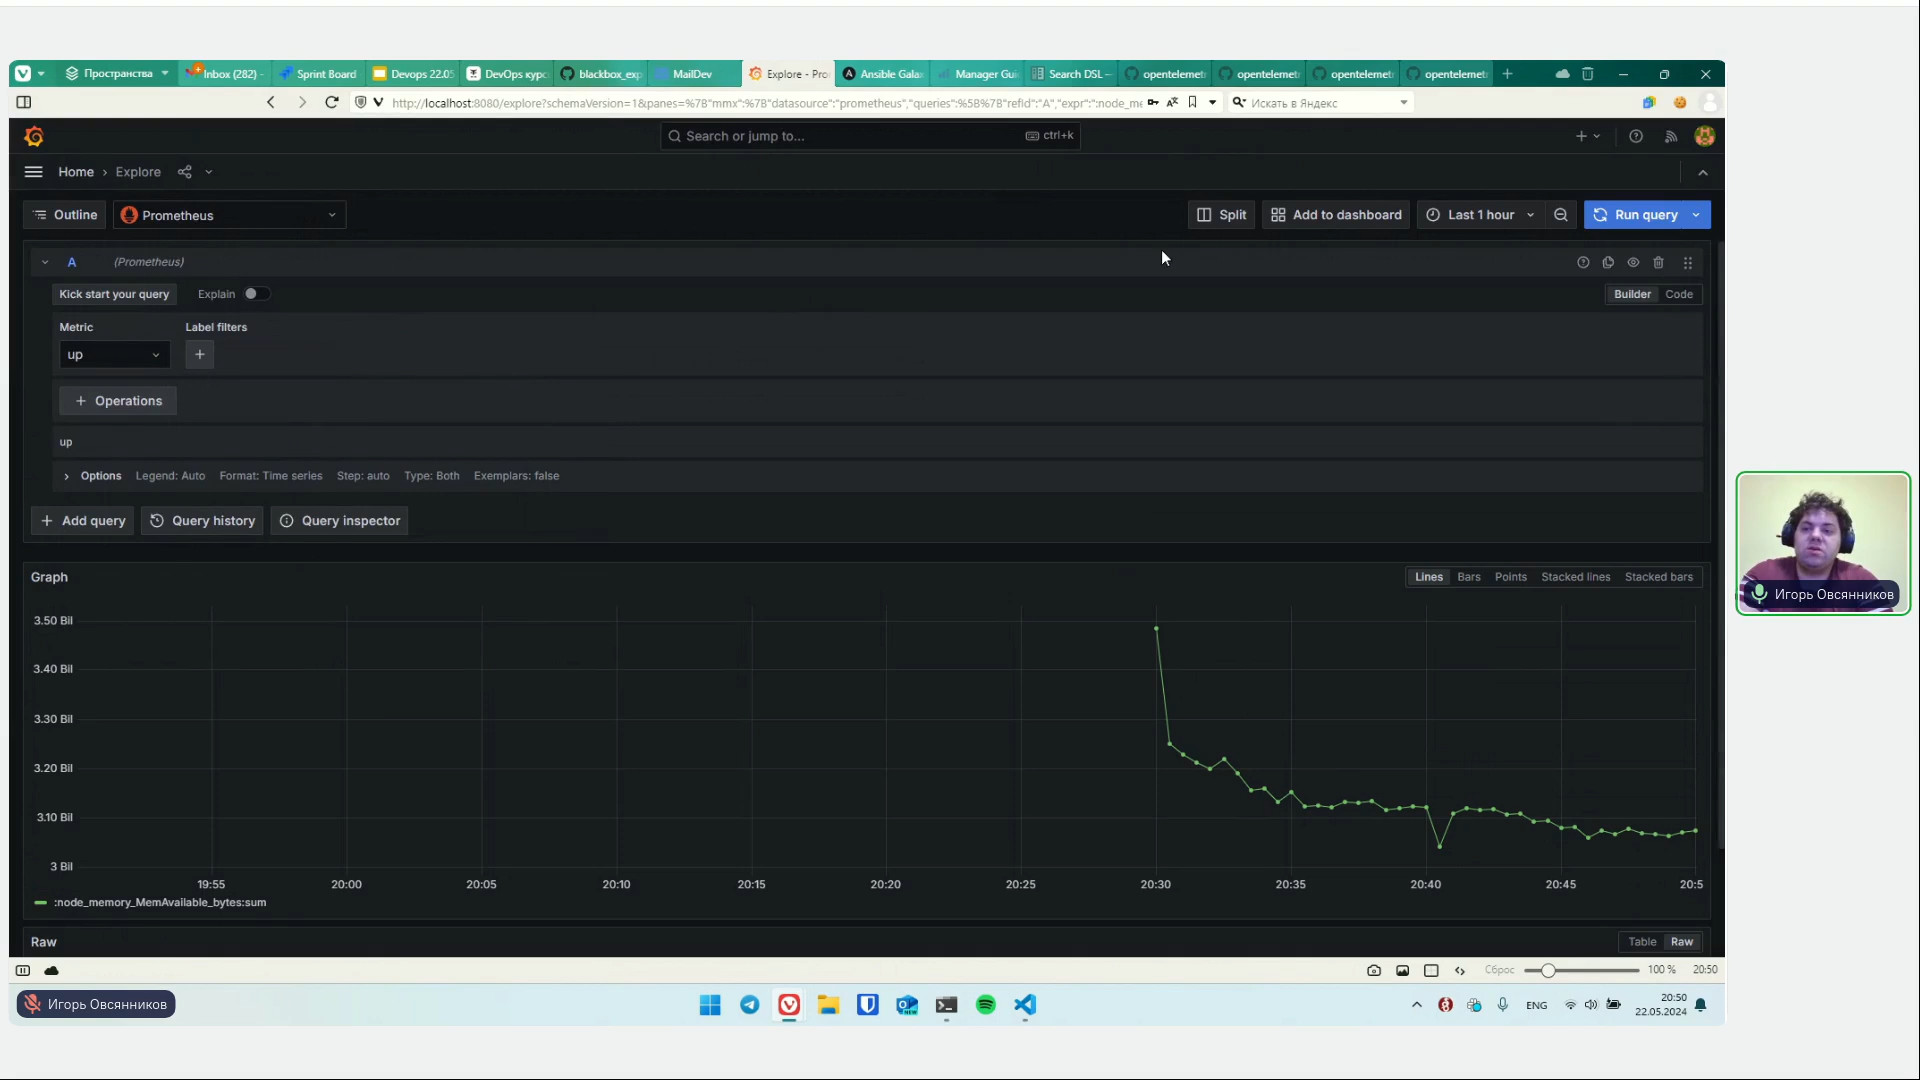 Пространства
Inbox (282) -
Sprint Board
Devops 22.05
DevOps курс
blackbox_exp
MailDev
Explore - Pro
Ansible Gala
Manager Gui
Search DSL –
opentelemet
opentelemet
opentelemet
opentelemet
http://localhost:8080/explore?schemaVersion=1&panes=%7B"mmx":%7B"datasource":"prometheus","queries":%5B%7B"refId":"A","expr":":node_me
Искать в Яндекс
Search or jump to...
ctrl+k
Home › Explore
Outline
Prometheus
Split
Add to dashboard
Last 1 hour
Run query
A (Prometheus)
Kick start your query
Explain
Builder
Code
Metric
Label filters
up
+ Operations
up
Options Legend: Auto Format: Time series Step: auto Type: Both Exemplars: false
+ Add query
Query history
Query inspector
Graph
Lines Bars Points Stacked lines Stacked bars
3.50 Bil
3.40 Bil
3.30 Bil
3.20 Bil
3.10 Bil
3 Bil
19:55 20:00 20:05 20:10 20:15 20:20 20:25 20:30 20:35 20:40 20:45 20:5
:node_memory_MemAvailable_bytes:sum
Raw
Table Raw
Сброс
100 %
20:50
Игорь Овсянников
Игорь Овсянников
ENG
20:50
22.05.2024